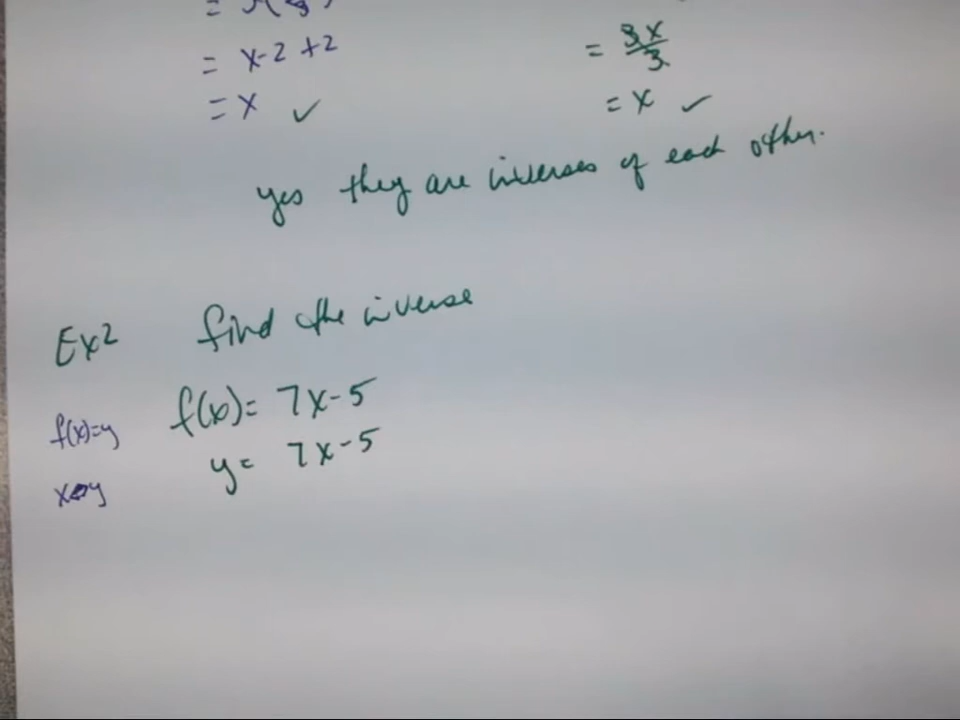 = x-2+2
= 3x/3
= x ✓
= x ✓
yes they are inverses of each other.
Ex2 find the inverse
f(x)=y f(x)= 7x-5
x↔y y= 7x-5